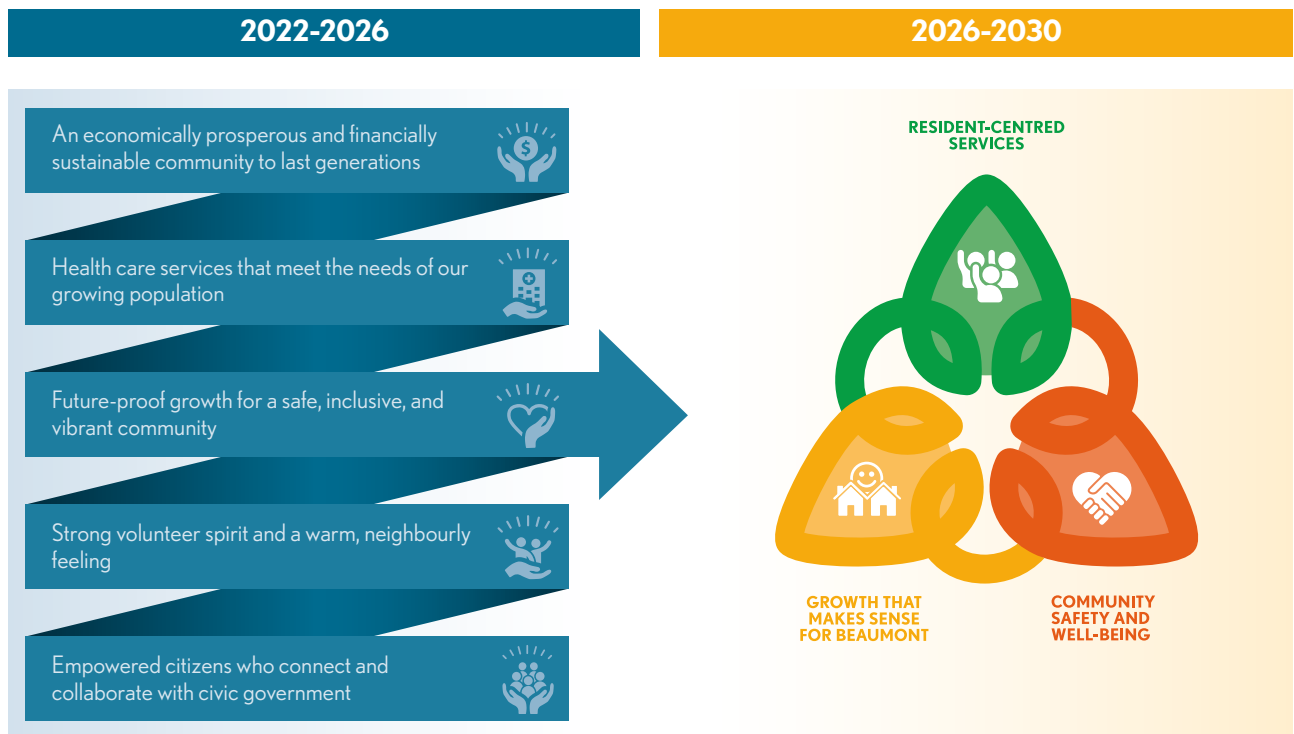 2022-2026
An economically prosperous and financially
sustainable community to last generations
Health care services that meet the needs of our
growing population
Future-proof growth for a safe, inclusive, and
vibrant community
Strong volunteer spirit and a warm, neighbourly
feeling
Empowered citizens who connect and
collaborate with civic government
2026-2030
RESIDENT-CENTRED
SERVICES
GROWTH THAT
MAKES SENSE
FOR BEAUMONT
COMMUNITY
SAFETY AND
WELL-BEING